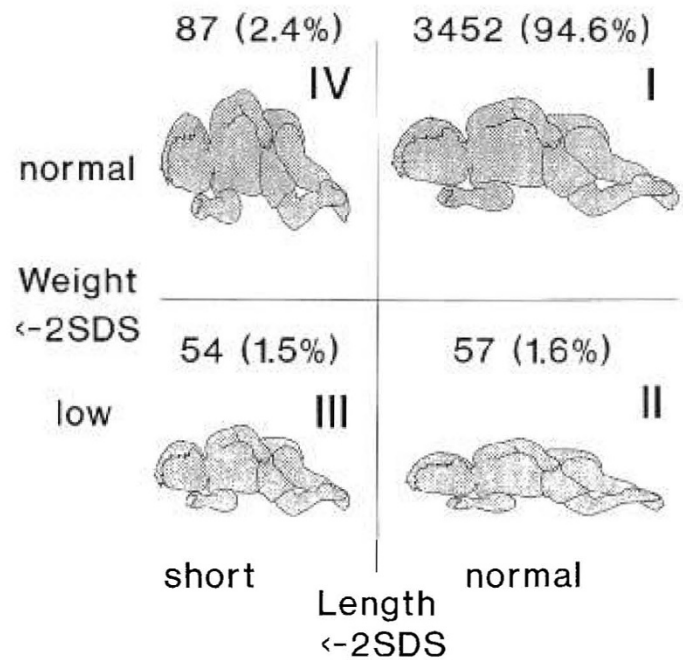 87 (2.4%)
3452 (94.6%)
IV
I
normal
Weight
<-2SDS
54 (1.5%)
57 (1.6%)
low
III
II
short
normal
Length
<-2SDS